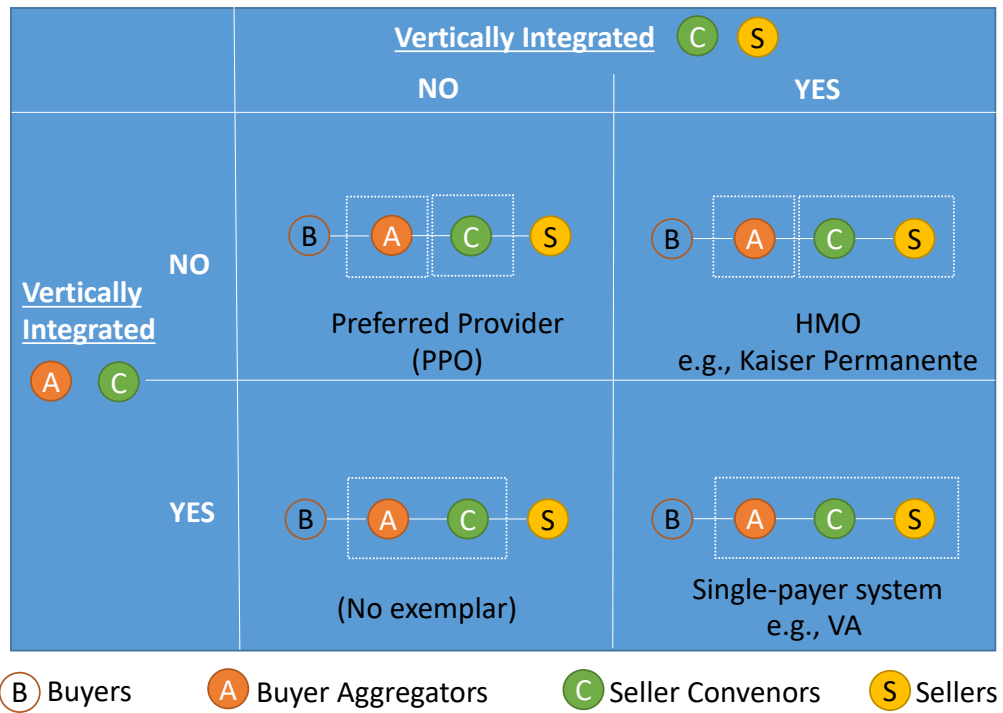 Vertically Integrated C S
NO YES
B A C S
B A C S
NO
Vertically
Integrated
Preferred Provider
(PPO)
HMO
e.g., Kaiser Permanente
A C
YES
B A C S
B A C S
(No exemplar)
Single-payer system
e.g., VA
B Buyers A Buyer Aggregators C Seller Convenors S Sellers